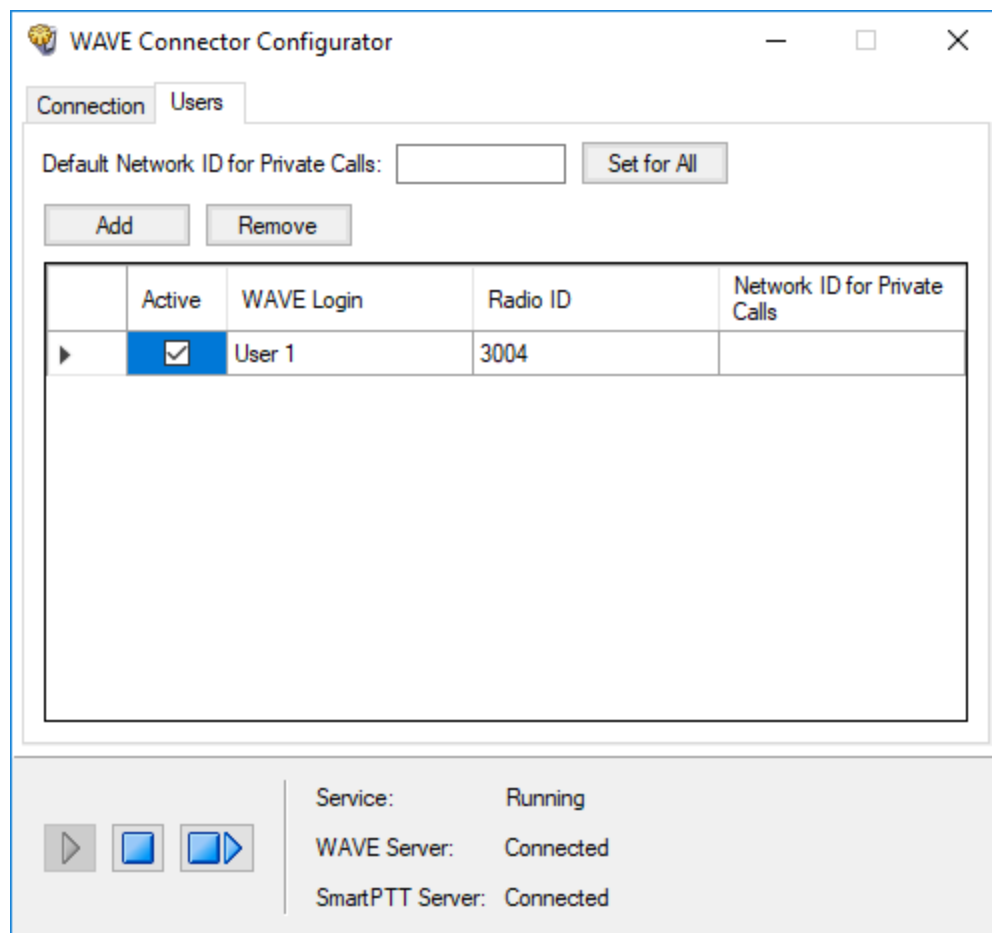 WAVE Connector Configurator
Connection Users
Default Network ID for Private Calls: Set for All
Add Remove
Active WAVE Login Radio ID Network ID for Private
Calls
User 1 3004
Service: Running
WAVE Server: Connected
SmartPTT Server: Connected